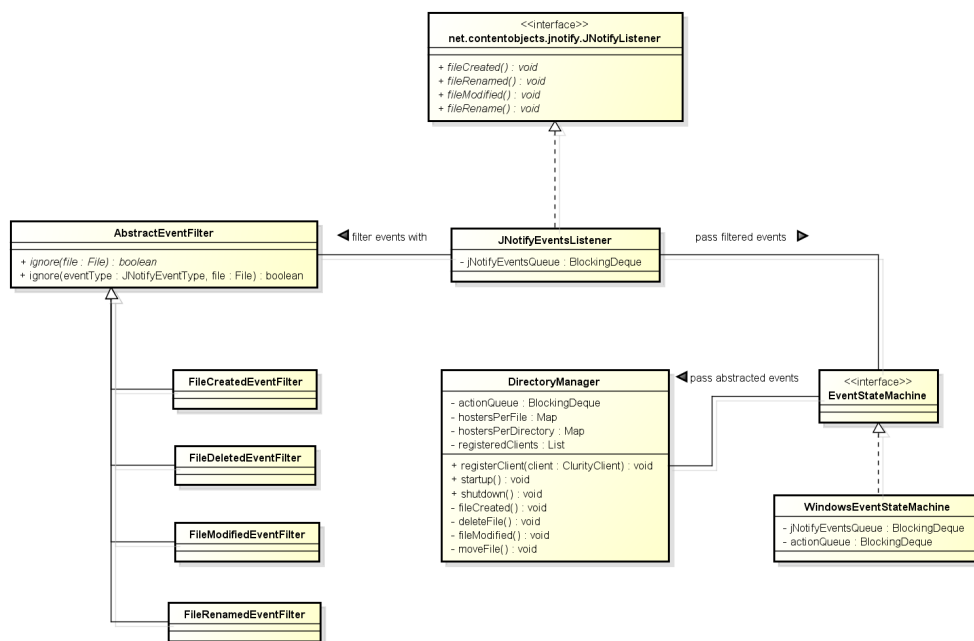 <<interface>>
net.contentobjects.jnotify.JNotifyListener
+ fileCreated() : void
+ fileRenamed() : void
+ fileModified() : void
+ fileRename() : void
AbstractEventFilter
+ ignore(file : File) : boolean
+ ignore(eventType : JNotifyEventType, file : File) : boolean
filter events with
JNotifyEventsListener
- jNotifyEventsQueue : BlockingDeque
pass filtered events
FileCreatedEventFilter
FileDeletedEventFilter
FileModifiedEventFilter
FileRenamedEventFilter
DirectoryManager
- actionQueue : BlockingDeque
- hostersPerFile : Map
- hostersPerDirectory : Map
- registeredClients : List
+ registerClient(client : ClurityClient) : void
+ startup() : void
+ shutdown() : void
- fileCreated() : void
- deleteFile() : void
- fileModified() : void
- moveFile() : void
pass abstracted events
<<interface>>
EventStateMachine
WindowsEventStateMachine
- jNotifyEventsQueue : BlockingDeque
- actionQueue : BlockingDeque